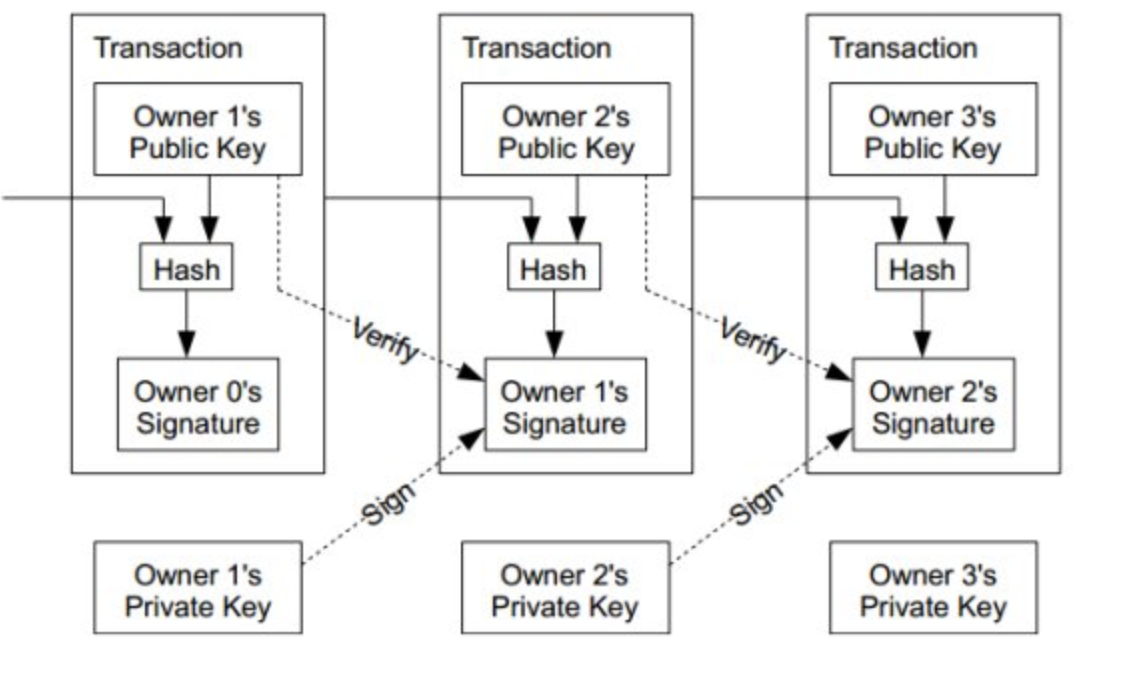 Transaction
Owner 1's
Public Key
Hash
Owner 0's
Signature
Transaction
Owner 2's
Public Key
Hash
Verify
Owner 1's
Signature
Transaction
Owner 3's
Public Key
Hash
Verify
Owner 2's
Signature
Sign
Sign
Owner 1's
Private Key
Owner 2's
Private Key
Owner 3's
Private Key